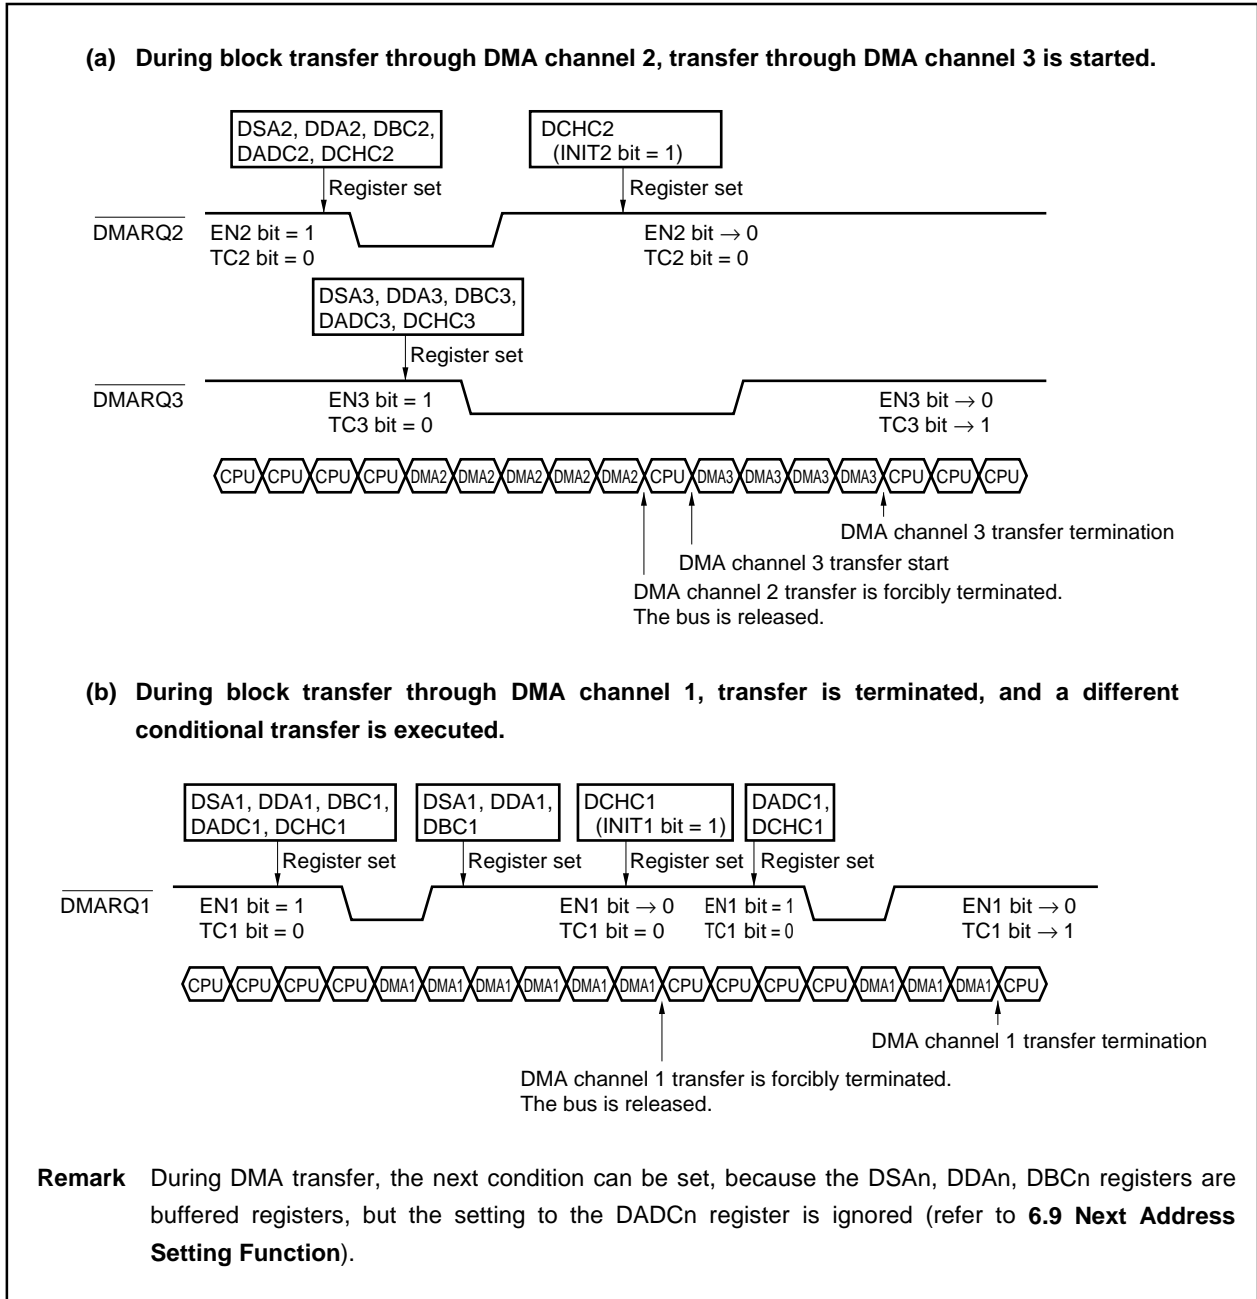 (a) During block transfer through DMA channel 2, transfer through DMA channel 3 is started.
DSA2, DDA2, DBC2,
DADC2, DCHC2
DCHC2
(INIT2 bit = 1)
Register set
Register set
DMARQ2
EN2 bit = 1
TC2 bit = 0
EN2 bit → 0
TC2 bit = 0
DSA3, DDA3, DBC3,
DADC3, DCHC3
Register set
DMARQ3
EN3 bit = 1
TC3 bit = 0
EN3 bit → 0
TC3 bit → 1
CPU CPU CPU CPU DMA2 DMA2 DMA2 DMA2 DMA2 CPU DMA3 DMA3 DMA3 DMA3 CPU CPU CPU
DMA channel 3 transfer termination
DMA channel 3 transfer start
DMA channel 2 transfer is forcibly terminated.
The bus is released.
(b) During block transfer through DMA channel 1, transfer is terminated, and a different
conditional transfer is executed.
DSA1, DDA1, DBC1,
DADC1, DCHC1
DSA1, DDA1,
DBC1
DCHC1
(INIT1 bit = 1)
DADC1,
DCHC1
Register set
Register set
Register set
Register set
DMARQ1
EN1 bit = 1
TC1 bit = 0
EN1 bit → 0
TC1 bit = 0
EN1 bit = 1
TC1 bit = 0
EN1 bit → 0
TC1 bit → 1
CPU CPU CPU CPU DMA1 DMA1 DMA1 DMA1 DMA1 DMA1 CPU CPU CPU CPU DMA1 DMA1 DMA1 CPU
DMA channel 1 transfer termination
DMA channel 1 transfer is forcibly terminated.
The bus is released.
Remark During DMA transfer, the next condition can be set, because the DSAn, DDAn, DBCn registers are
buffered registers, but the setting to the DADCn register is ignored (refer to 6.9 Next Address
Setting Function).